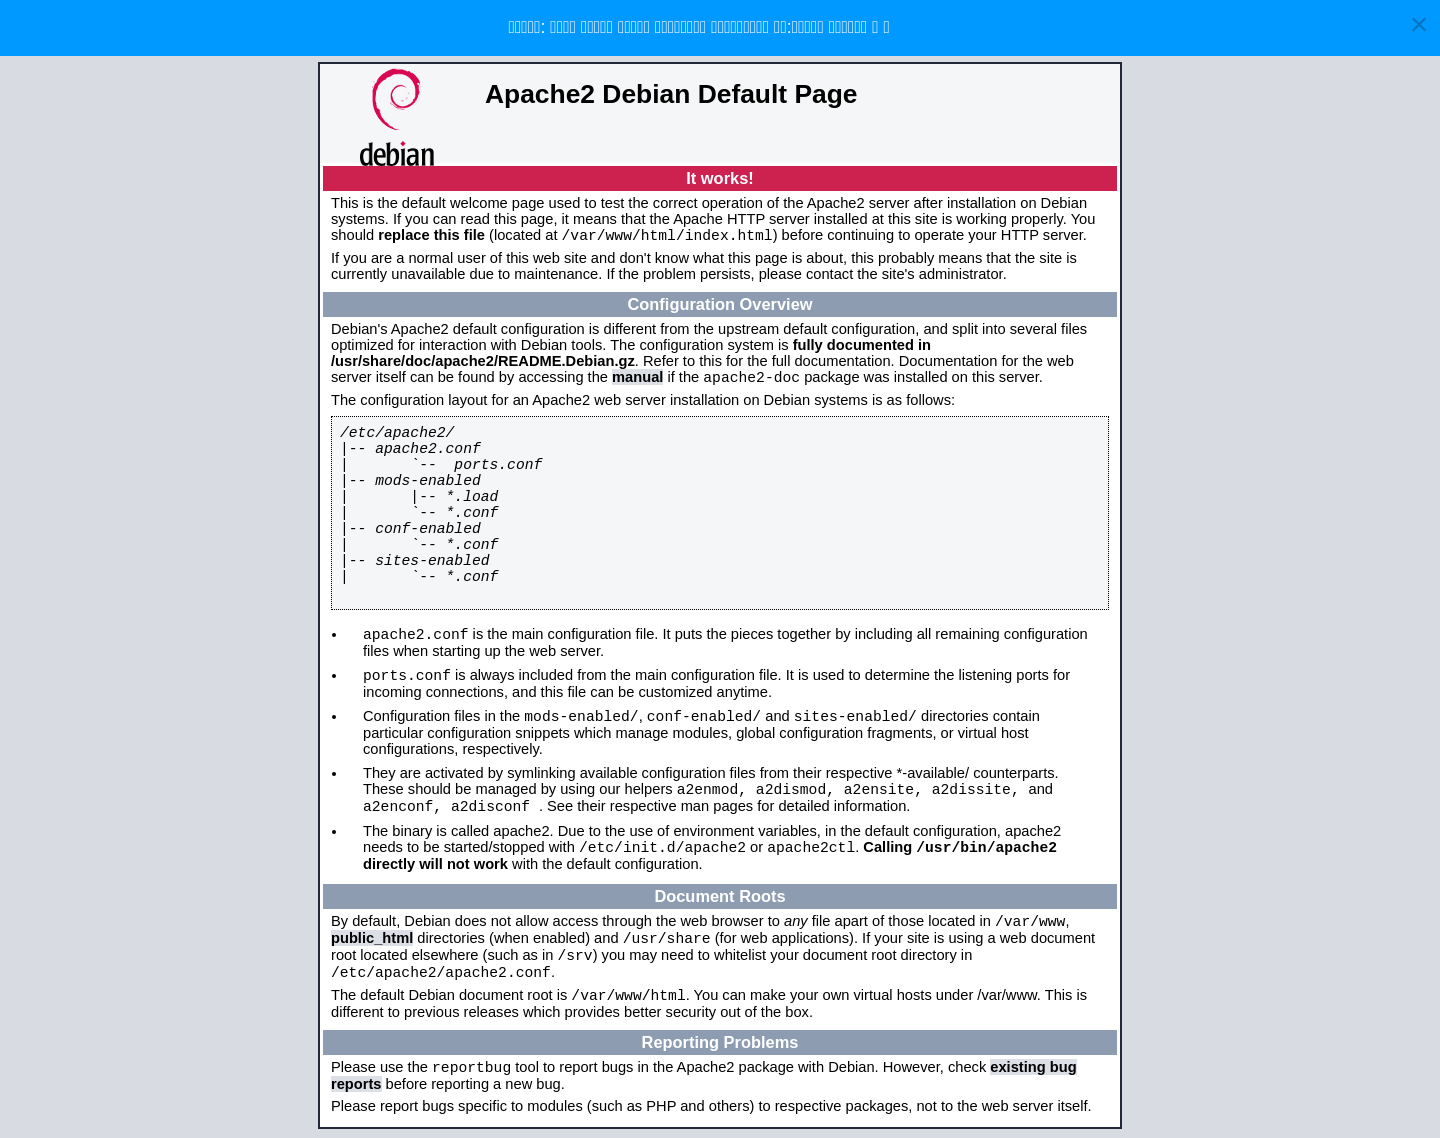 debian
Apache2 Debian Default Page
It works!
This is the default welcome page used to test the correct operation of the Apache2 server after installation on Debian
systems. If you can read this page, it means that the Apache HTTP server installed at this site is working properly. You
should replace this file (located at /var/www/html/index.html) before continuing to operate your HTTP server.
If you are a normal user of this web site and don't know what this page is about, this probably means that the site is
currently unavailable due to maintenance. If the problem persists, please contact the site's administrator.
Configuration Overview
Debian's Apache2 default configuration is different from the upstream default configuration, and split into several files
optimized for interaction with Debian tools. The configuration system is fully documented in
/usr/share/doc/apache2/README.Debian.gz. Refer to this for the full documentation. Documentation for the web
server itself can be found by accessing the manual if the apache2-doc package was installed on this server.
The configuration layout for an Apache2 web server installation on Debian systems is as follows:
/etc/apache2/
|-- apache2.conf
|       `--  ports.conf
|-- mods-enabled
|       |-- *.load
|       `-- *.conf
|-- conf-enabled
|       `-- *.conf
|-- sites-enabled
|       `-- *.conf
• apache2.conf is the main configuration file. It puts the pieces together by including all remaining configuration
files when starting up the web server.
• ports.conf is always included from the main configuration file. It is used to determine the listening ports for
incoming connections, and this file can be customized anytime.
• Configuration files in the mods-enabled/, conf-enabled/ and sites-enabled/ directories contain
particular configuration snippets which manage modules, global configuration fragments, or virtual host
configurations, respectively.
• They are activated by symlinking available configuration files from their respective *-available/ counterparts.
These should be managed by using our helpers a2enmod, a2dismod, a2ensite, a2dissite, and
a2enconf, a2disconf . See their respective man pages for detailed information.
• The binary is called apache2. Due to the use of environment variables, in the default configuration, apache2
needs to be started/stopped with /etc/init.d/apache2 or apache2ctl. Calling /usr/bin/apache2
directly will not work with the default configuration.
Document Roots
By default, Debian does not allow access through the web browser to any file apart of those located in /var/www,
public_html directories (when enabled) and /usr/share (for web applications). If your site is using a web document
root located elsewhere (such as in /srv) you may need to whitelist your document root directory in
/etc/apache2/apache2.conf.
The default Debian document root is /var/www/html. You can make your own virtual hosts under /var/www. This is
different to previous releases which provides better security out of the box.
Reporting Problems
Please use the reportbug tool to report bugs in the Apache2 package with Debian. However, check existing bug
reports before reporting a new bug.
Please report bugs specific to modules (such as PHP and others) to respective packages, not to the web server itself.